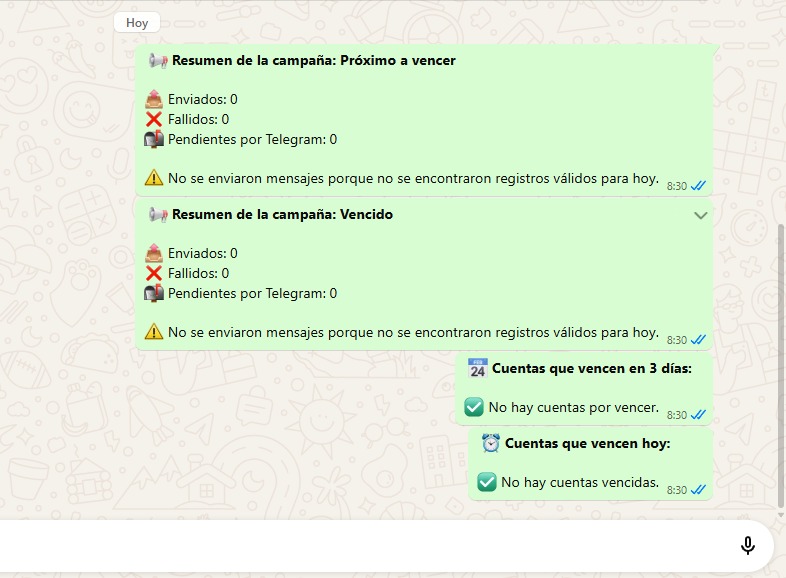 Hoy
📢 Resumen de la campaña: Próximo a vencer
📤 Enviados: 0
❌ Fallidos: 0
📬 Pendientes por Telegram: 0
⚠️ No se enviaron mensajes porque no se encontraron registros válidos para hoy.
8:30
📢 Resumen de la campaña: Vencido
📤 Enviados: 0
❌ Fallidos: 0
📬 Pendientes por Telegram: 0
⚠️ No se enviaron mensajes porque no se encontraron registros válidos para hoy.
8:30
📆 Cuentas que vencen en 3 días:
✅ No hay cuentas por vencer.
8:30
⏰ Cuentas que vencen hoy:
✅ No hay cuentas vencidas.
8:30